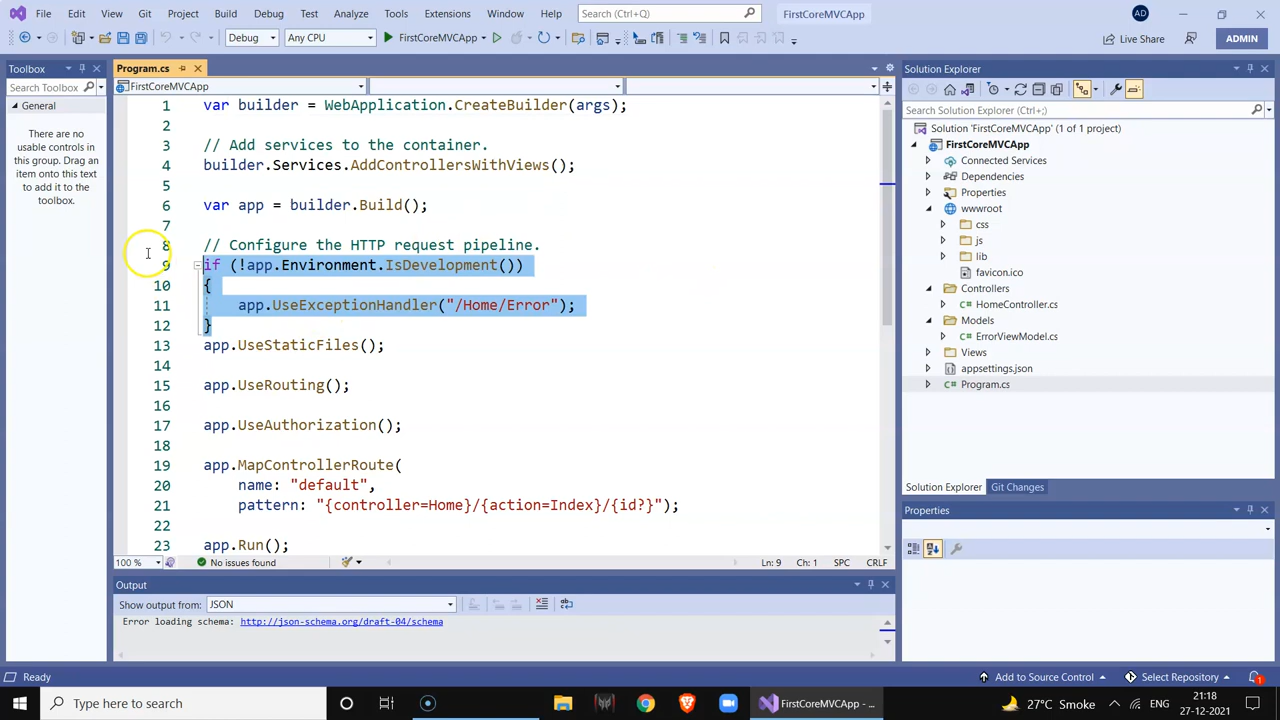 File Edit View Git Project Build Debug Test Analyze Tools Extensions Window Help Search (Ctrl+Q) FirstCoreMVCApp AD
Debug Any CPU FirstCoreMVCApp Live Share ADMIN
Toolbox
Search Toolbox
General
There are no
usable controls in
this group. Drag an
item onto this text
to add it to the
toolbox.
Program.cs
FirstCoreMVCApp
1 var builder = WebApplication.CreateBuilder(args);
2
3 // Add services to the container.
4 builder.Services.AddControllersWithViews();
5
6 var app = builder.Build();
7
8 // Configure the HTTP request pipeline.
9 if (!app.Environment.IsDevelopment())
10 {
11 app.UseExceptionHandler("/Home/Error");
12 }
13 app.UseStaticFiles();
14
15 app.UseRouting();
16
17 app.UseAuthorization();
18
19 app.MapControllerRoute(
20 name: "default",
21 pattern: "{controller=Home}/{action=Index}/{id?}");
22
23 app.Run();
100 % No issues found Ln: 9 Ch: 1 SPC CRLF
Output
Show output from: JSON
Error loading schema: http://json-schema.org/draft-04/schema
Solution Explorer
Search Solution Explorer (Ctrl+;)
Solution 'FirstCoreMVCApp' (1 of 1 project)
FirstCoreMVCApp
Connected Services
Dependencies
Properties
wwwroot
css
js
lib
favicon.ico
Controllers
C# HomeController.cs
Models
C# ErrorViewModel.cs
Views
appsettings.json
C# Program.cs
Solution Explorer Git Changes
Properties
Ready Add to Source Control Select Repository 1
Type here to search FirstCoreMVCApp - ... 27°C Smoke ENG 21:18
27-12-2021